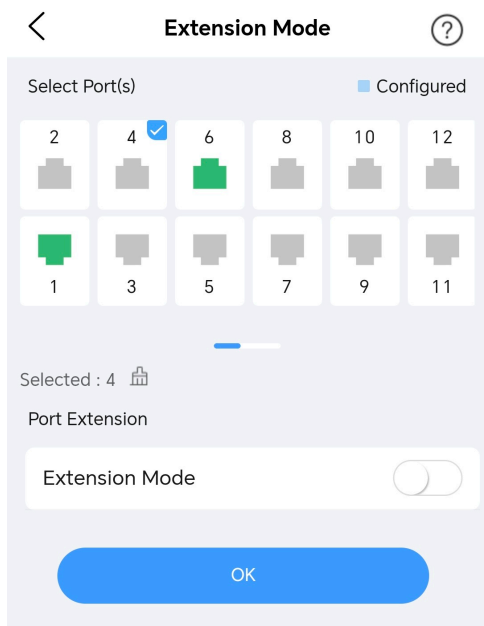 Extension Mode
?
Select Port(s)
Configured
2 4 6 8 10 12
1 3 5 7 9 11
Selected : 4
Port Extension
Extension Mode
OK